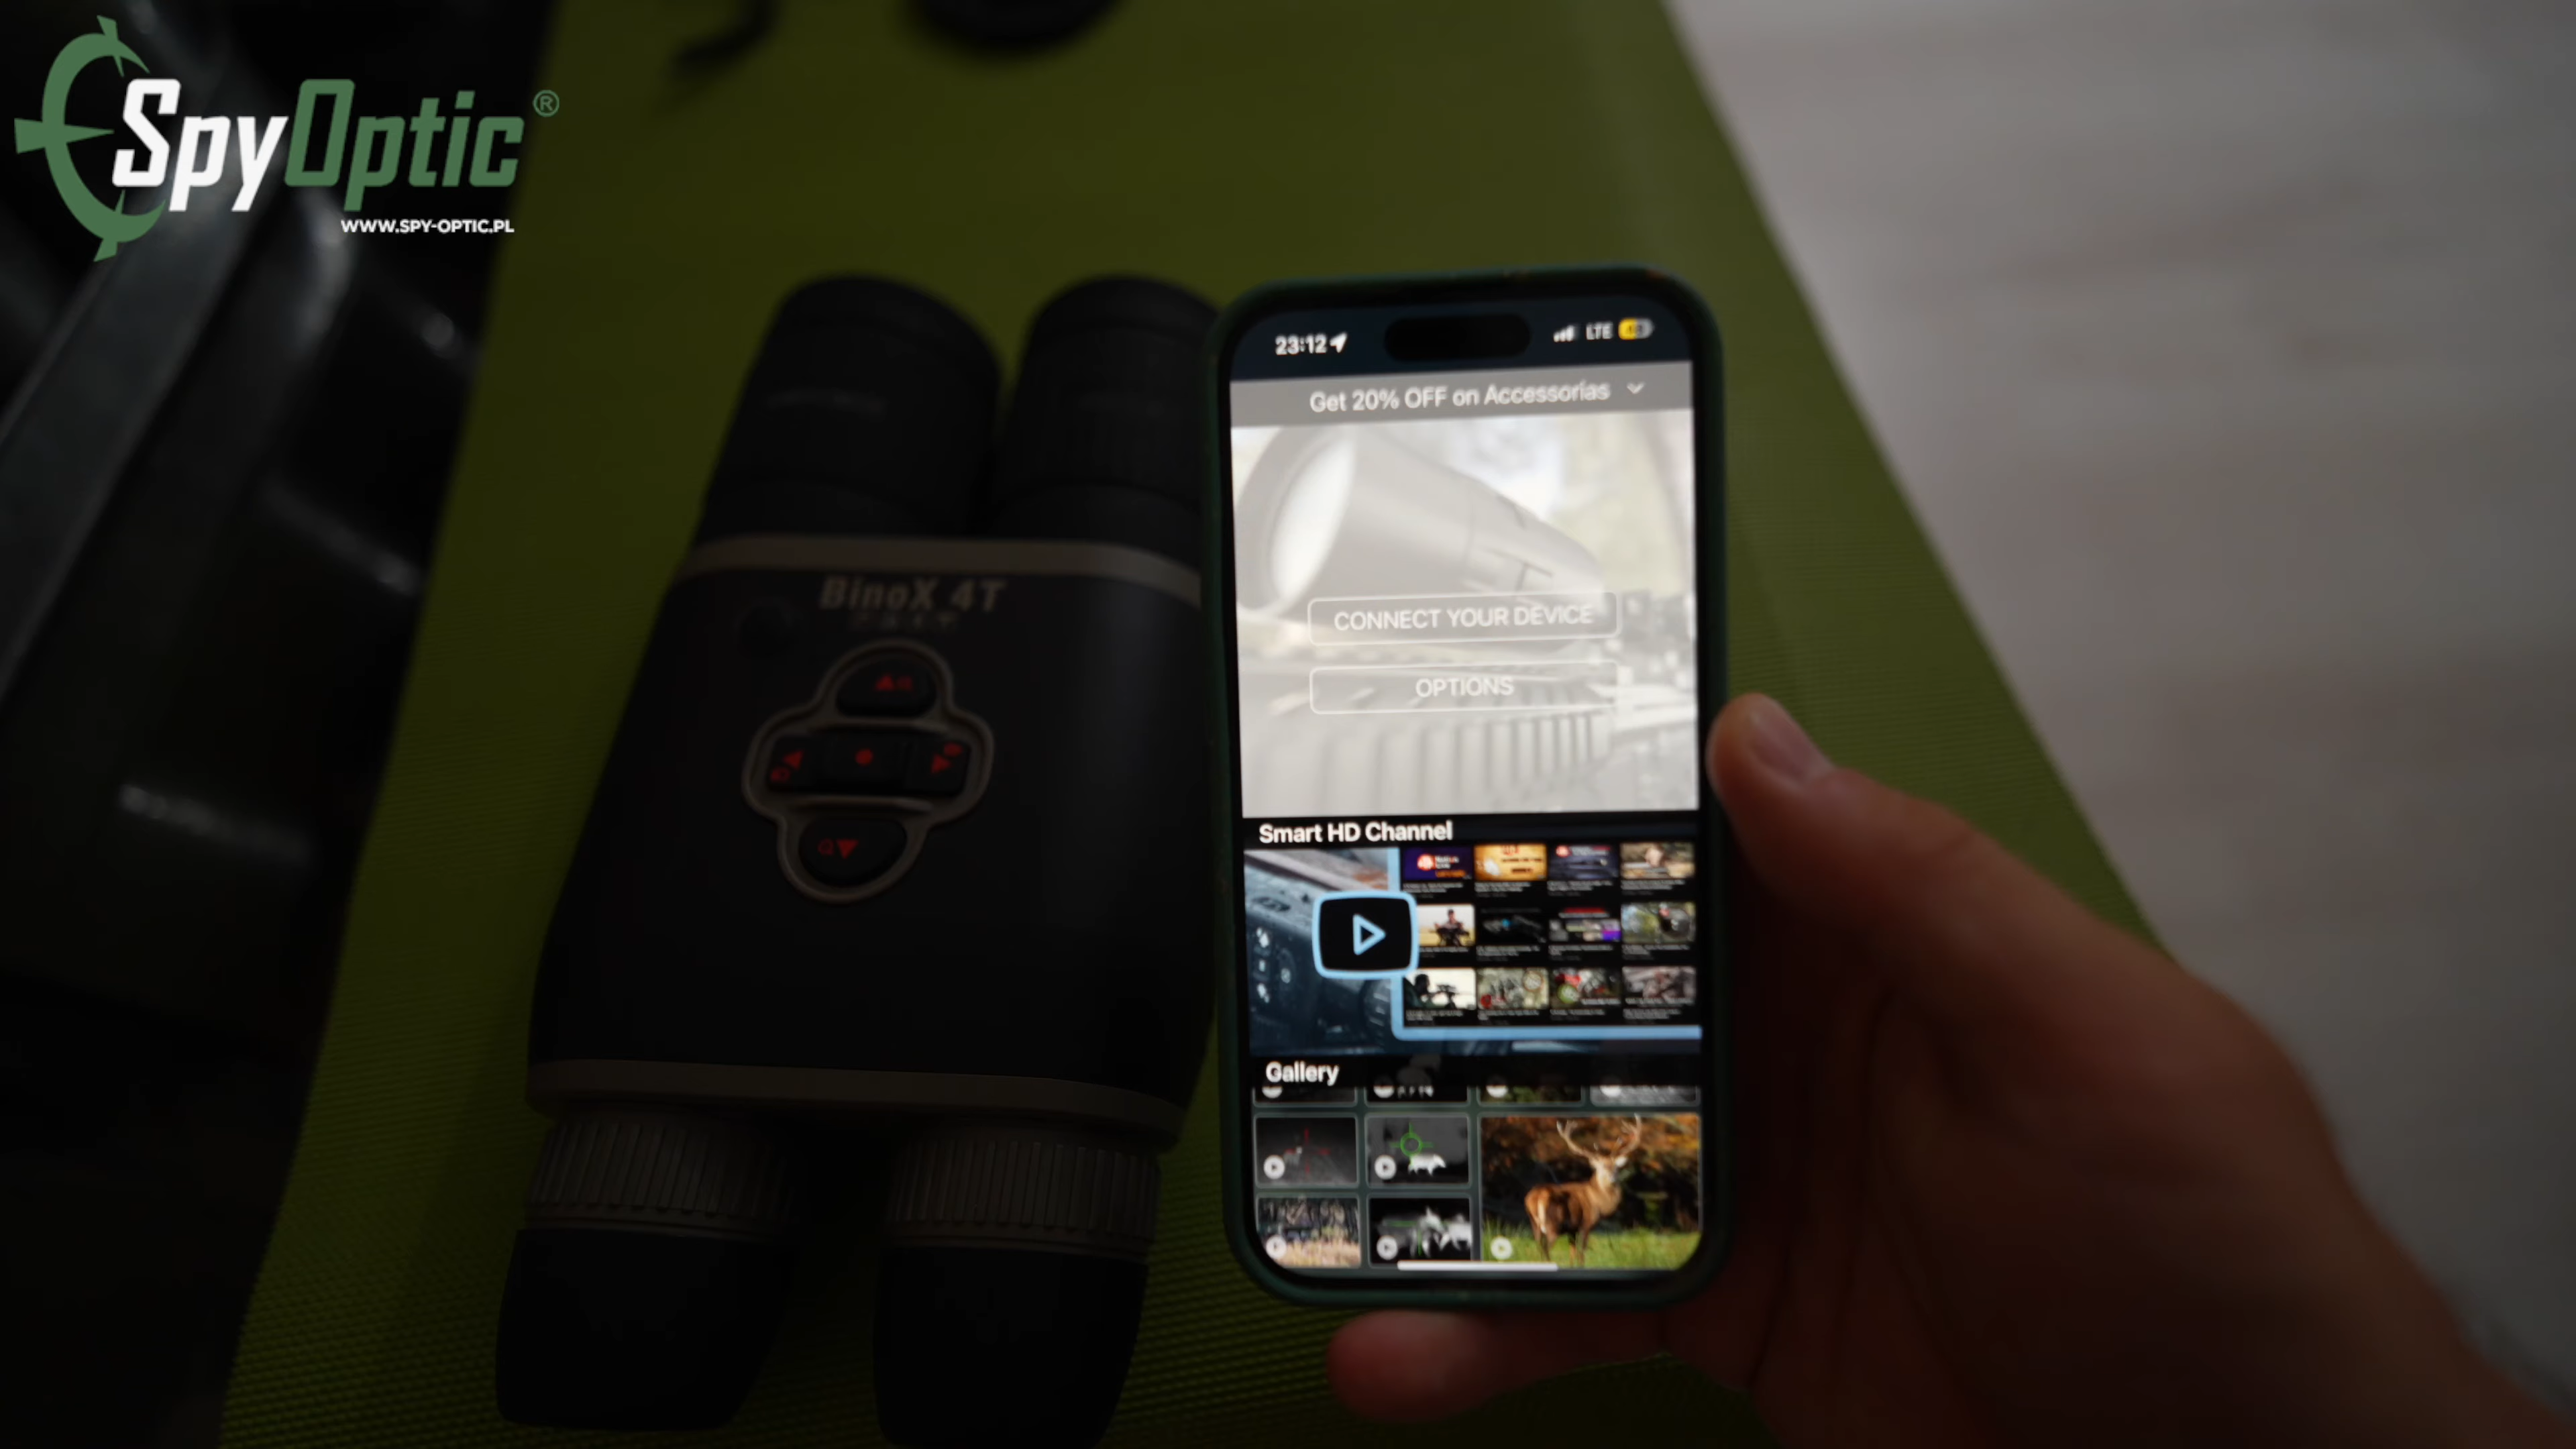 SpyOptic®
WWW.SPY-OPTIC.PL
BinoX 4T
23:12
LTE
Get 20% OFF on Accessorias
CONNECT YOUR DEVICE
OPTIONS
Smart HD Channel
Gallery